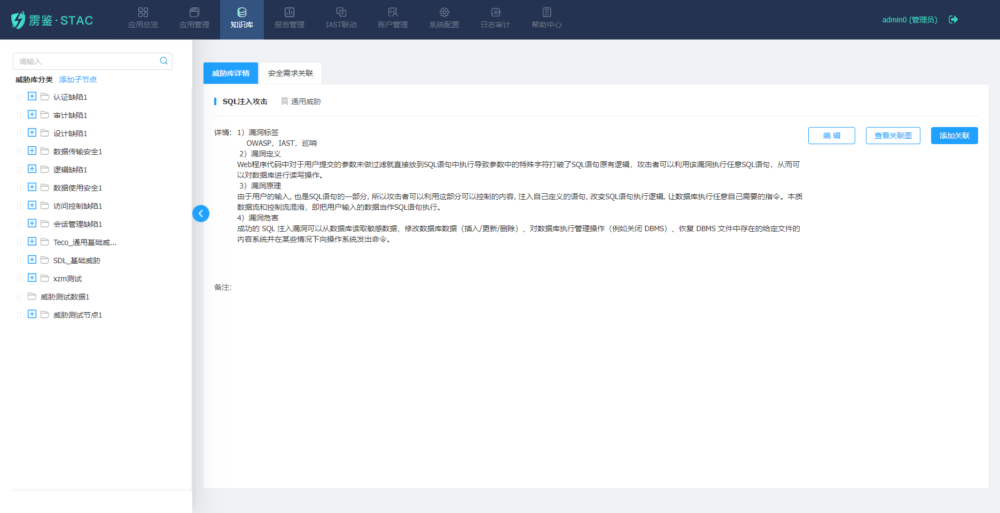 雳鉴·STAC
应用总览
应用管理
知识库
报告管理
IAST联动
账户管理
系统配置
日志审计
帮助中心
admin0 (管理员)
请输入
威胁库分类 添加子节点
认证缺陷1
审计缺陷1
设计缺陷1
数据传输安全1
逻辑缺陷1
数据使用安全1
访问控制缺陷1
会话管理缺陷1
Teco_通用基础威...
SDL_基础威胁
xzm测试
威胁测试数据1
威胁测试节点1
威胁库详情 安全需求关联
SQL注入攻击 通用威胁
编 辑 查看关联图 添加关联
详情: 1）漏洞标签
OWASP，IAST，巡哨
2）漏洞定义
Web程序代码中对于用户提交的参数未做过滤就直接放到SQL语句中执行导致参数中的特殊字符打破了SQL语句原有逻辑，攻击者可以利用该漏洞执行任意SQL语句，从而可
以对数据库进行读写操作。
3）漏洞原理
由于用户的输入, 也是SQL语句的一部分, 所以攻击者可以利用这部分可以控制的内容, 注入自己定义的语句, 改变SQL语句执行逻辑, 让数据库执行任意自己需要的指令。本质
数据流和控制流混淆，即把用户输入的数据当作SQL语句执行。
4）漏洞危害
成功的 SQL 注入漏洞可以从数据库读取敏感数据、修改数据库数据（插入/更新/删除）、对数据库执行管理操作（例如关闭 DBMS）、恢复 DBMS 文件中存在的给定文件的
内容系统并在某些情况下向操作系统发出命令。
备注: